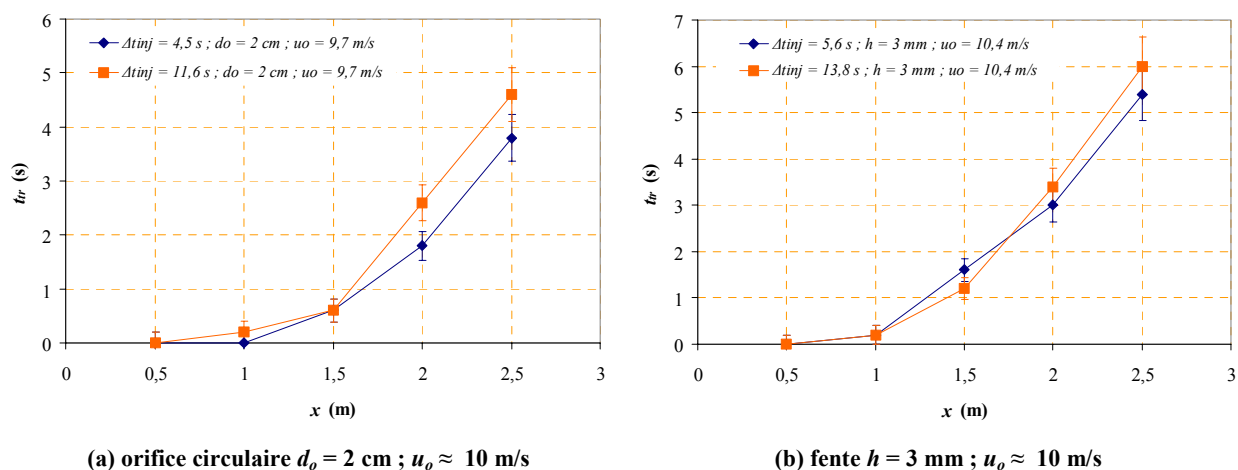 6
5
4
3
2
1
0
t_tr (s)
Δtinj = 4,5 s ; do = 2 cm ; uo = 9,7 m/s
Δtinj = 11,6 s ; do = 2 cm ; uo = 9,7 m/s
0 0,5 1 1,5 2 2,5 3
x (m)
(a) orifice circulaire d_o = 2 cm ; u_o ≈ 10 m/s
7
6
5
4
3
2
1
0
t_tr (s)
Δtinj = 5,6 s ; h = 3 mm ; uo = 10,4 m/s
Δtinj = 13,8 s ; h = 3 mm ; uo = 10,4 m/s
0 0,5 1 1,5 2 2,5 3
x (m)
(b) fente h = 3 mm ; u_o ≈ 10 m/s